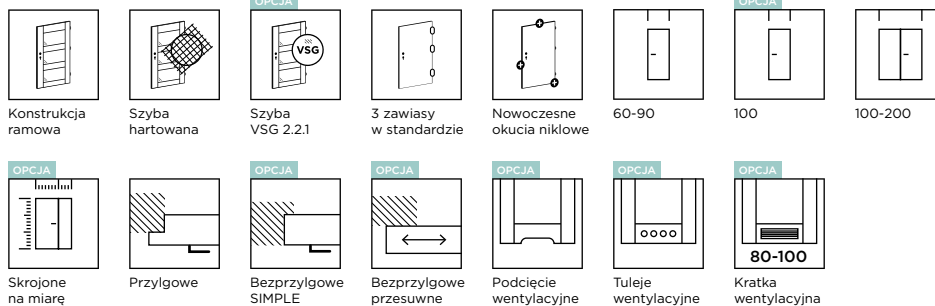 OPCJA
OPCJA
VSG
Konstrukcja
ramowa
Szyba
hartowana
Szyba
VSG 2.2.1
3 zawiasy
w standardzie
Nowoczesne
okucia niklowe
60-90
100
100-200
OPCJA
OPCJA
OPCJA
OPCJA
OPCJA
OPCJA
80-100
Skrojone
na miarę
Przylgowe
Bezprzylgowe
SIMPLE
Bezprzylgowe
przesuwne
Podcięcie
wentylacyjne
Tuleje
wentylacyjne
Kratka
wentylacyjna